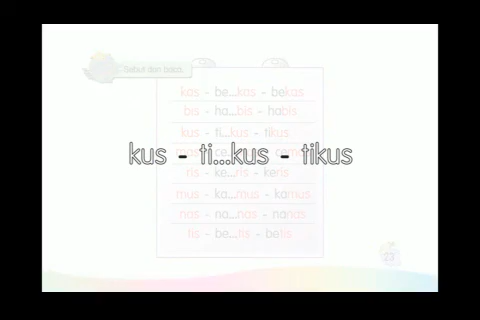 Sebut dan baca.
kas - be...kas - bekas
bis - ha...bis - habis
kus - ti...kus - tikus
kus - ti...kus - tikus
ris - ke...ris - keris
mus - ka...mus - kamus
nas - na...nas - nanas
tis - be...tis - betis
23